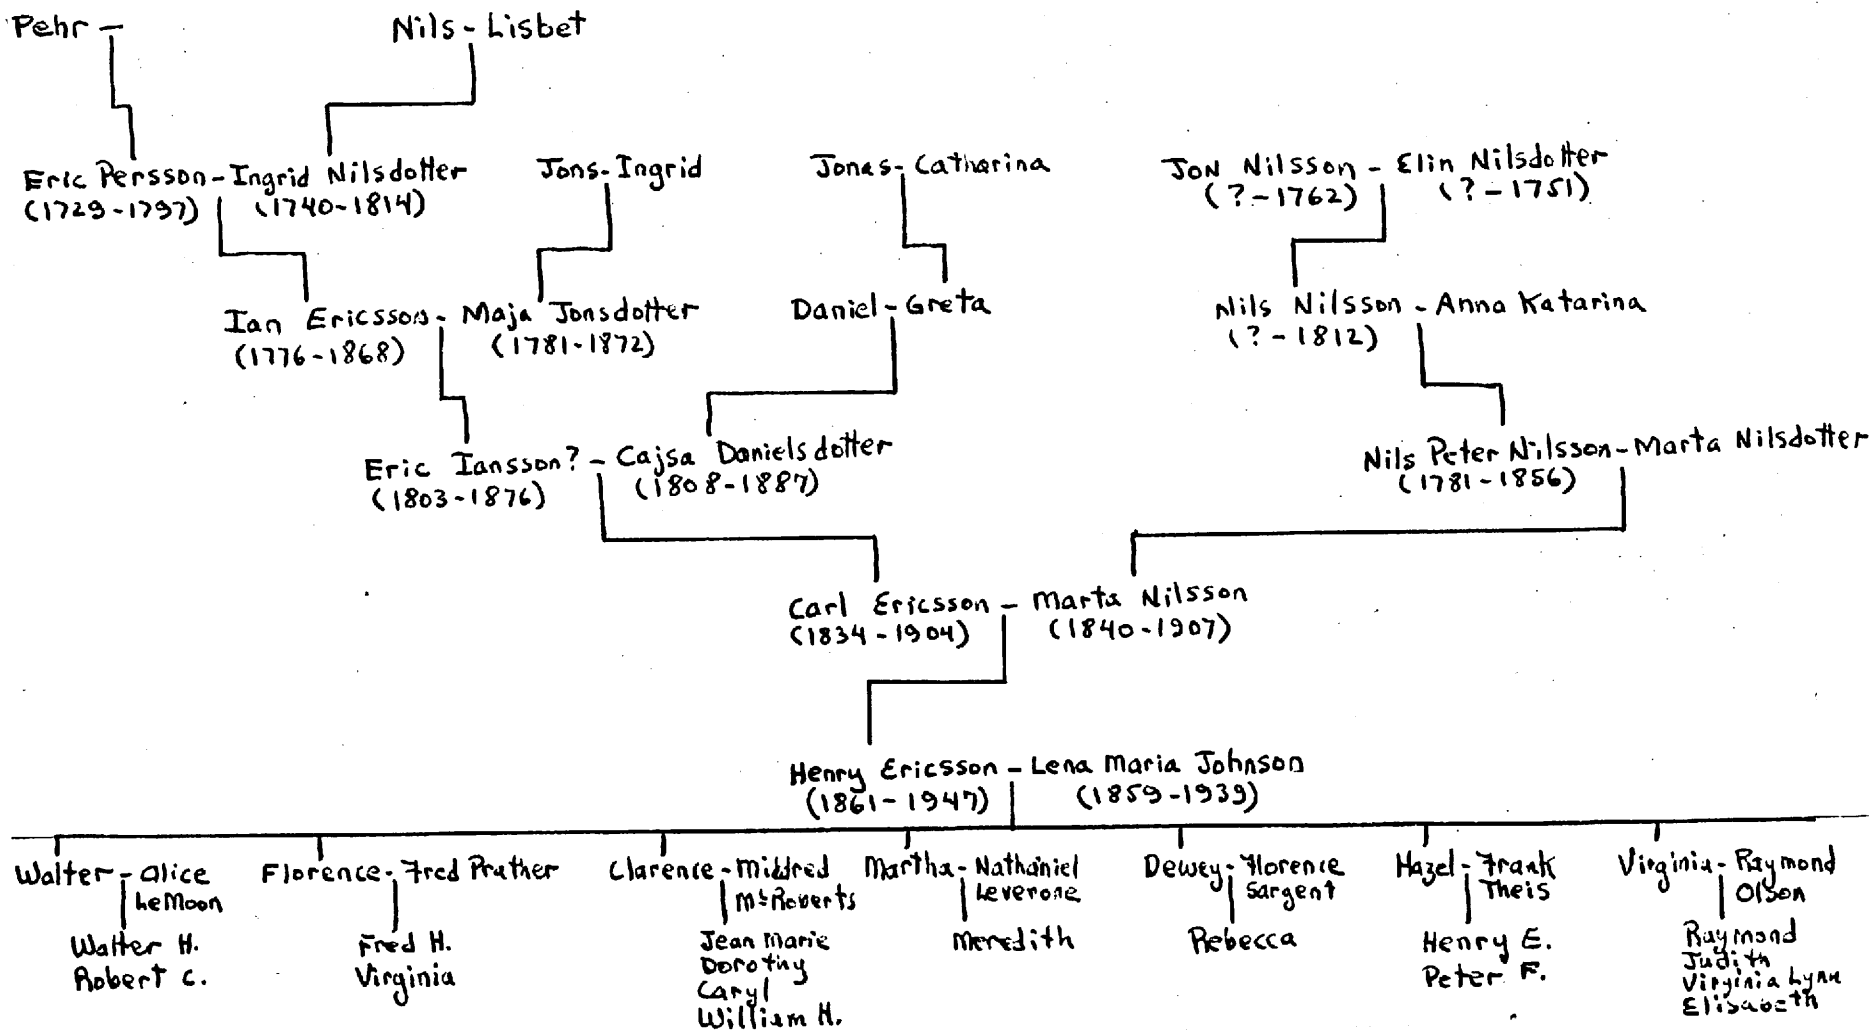 Pehr - Nils - Lisbet
Eric Persson - Ingrid Nilsdotter Jons - Ingrid Jonas - Catharina Jon Nilsson - Elin Nilsdotter
(1729 - 1797) (1740 - 1814) (? - 1762) (? - 1751)
Ian Ericsson - Maja Jonsdotter Daniel - Greta Nils Nilsson - Anna Katarina
(1776 - 1868) (1781 - 1872) (? - 1812)
Eric Iansson? - Cajsa Danielsdotter Nils Peter Nilsson - Marta Nilsdotter
(1803 - 1876) (1808 - 1887) (1781 - 1856)
Carl Ericsson - Marta Nilsson
(1834 - 1904) (1840 - 1907)
Henry Ericsson - Lena Maria Johnson
(1861 - 1947) (1859 - 1939)
Walter - Alice Florence - Fred Prather Clarence - Mildred Martha - Nathaniel Dewey - Florence Hazel - Frank Virginia - Raymond
LeMoon McRoberts Leverone Sargent Theis Olson
Walter H. Fred H. Jean Marie Meredith Rebecca Henry E. Raymond
Robert C. Virginia Dorothy Peter F. Judith
Caryl Virginia Lynn
William H. Elisabeth